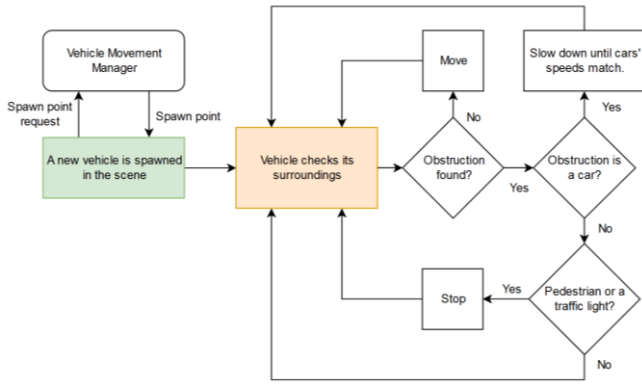 Vehicle Movement
Manager
Spawn point
request
Spawn point
A new vehicle is spawned
in the scene
Vehicle checks its
surroundings
Move
No
Obstruction
found?
Yes
Slow down until cars'
speeds match.
Yes
Obstruction is
a car?
No
Pedestrian or a
traffic light?
Yes
Stop
No